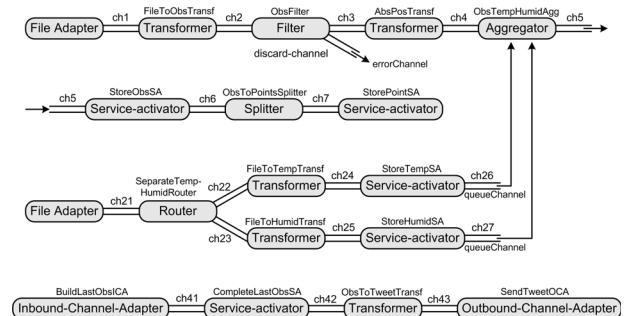 FileToObsTransf ObsFilter AbsPosTransf ObsTempHumidAgg
File Adapter ch1 Transformer ch2 Filter ch3 Transformer ch4 Aggregator ch5
discard-channel
errorChannel
StoreObsSA ObsToPointsSplitter StorePointSA
ch5 Service-activator ch6 Splitter ch7 Service-activator
FileToTempTransf StoreTempSA
SeparateTemp-
HumidRouter
ch22 Transformer ch24 Service-activator ch26
queueChannel
File Adapter ch21 Router
FileToHumidTransf StoreHumidSA
ch23 Transformer ch25 Service-activator ch27
queueChannel
BuildLastObsICA CompleteLastObsSA ObsToTweetTransf SendTweetOCA
Inbound-Channel-Adapter ch41 Service-activator ch42 Transformer ch43 Outbound-Channel-Adapter